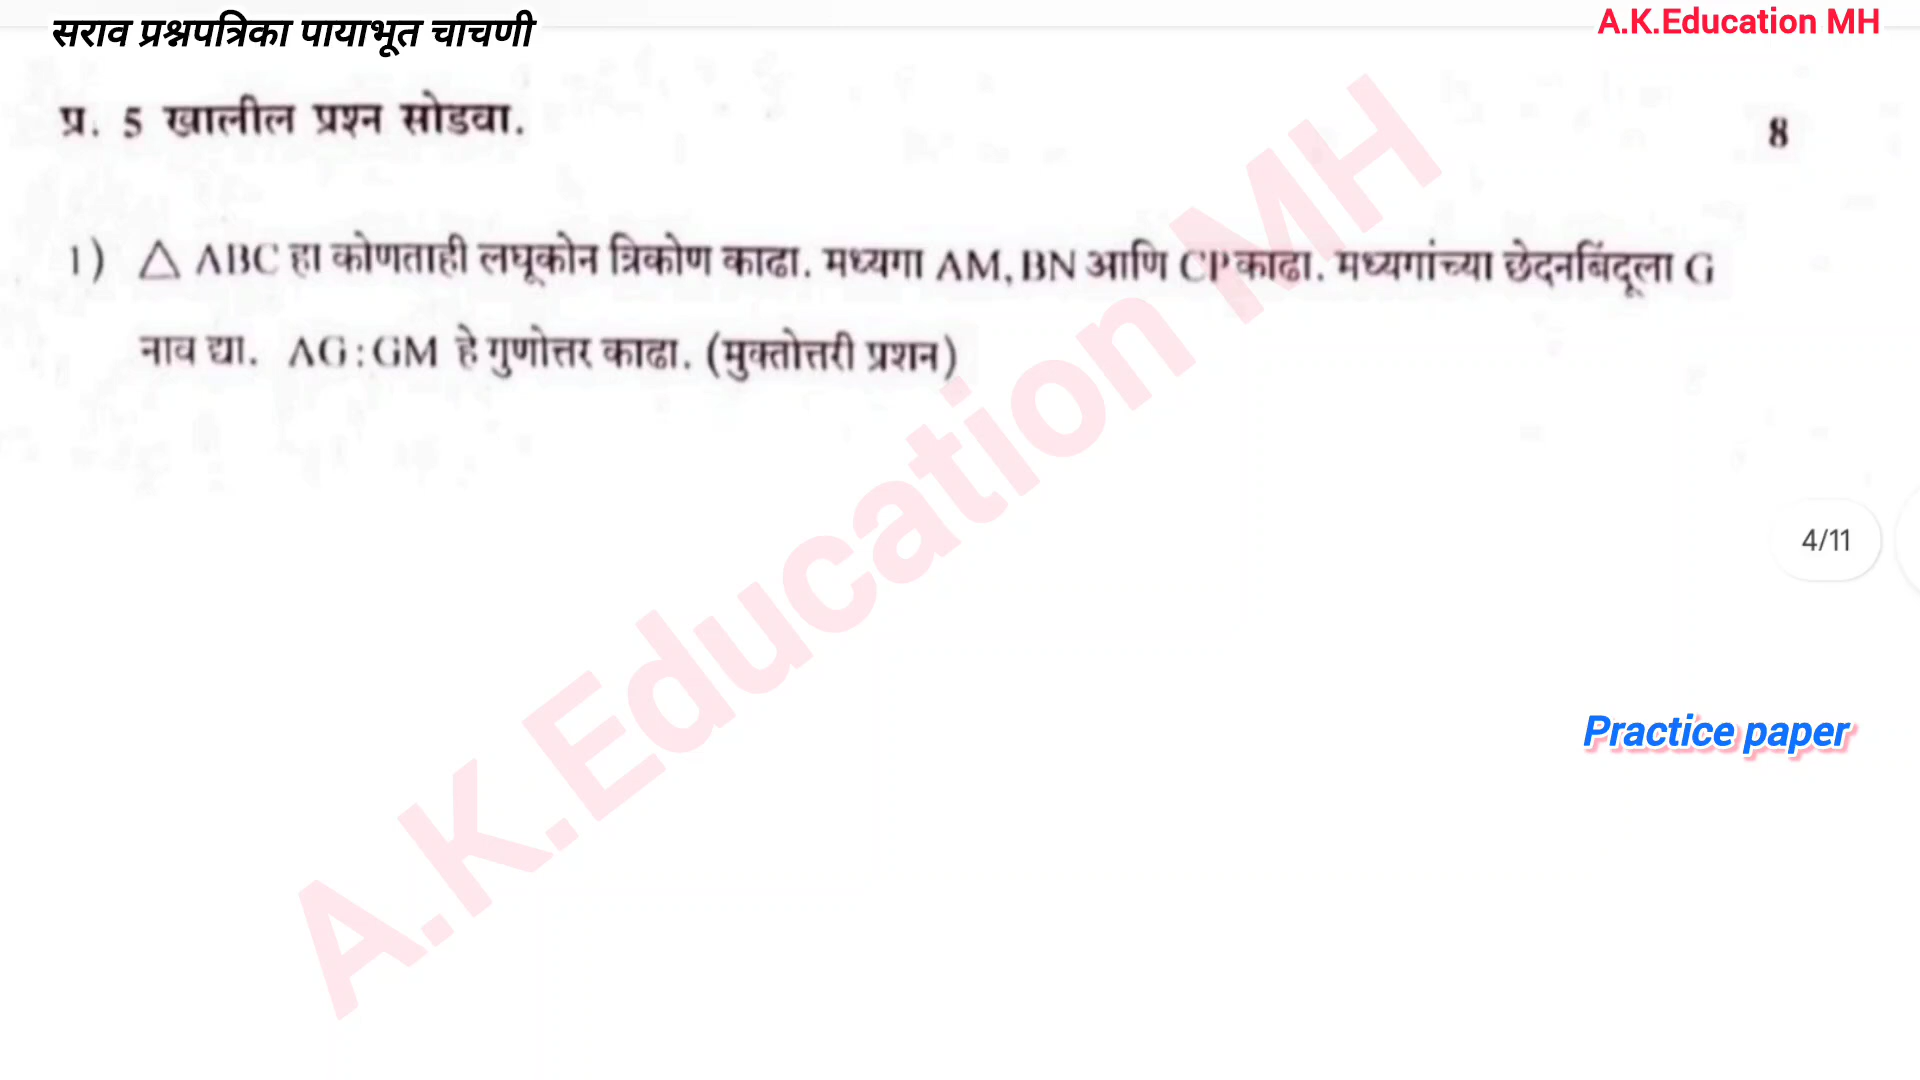 सराव प्रश्नपत्रिका पायाभूत चाचणी
A.K.Education MH
प्र. 5 खालील प्रश्न सोडवा.
8
1) △ ABC हा कोणताही लघूकोन त्रिकोण काढा. मध्यगा AM, BN आणि CP काढा. मध्यगांच्या छेदनबिंदूला G
नाव द्या. AG : GM हे गुणोत्तर काढा. (मुक्तोत्तरी प्रशन)
A.K.Education MH
4/11
Practice paper